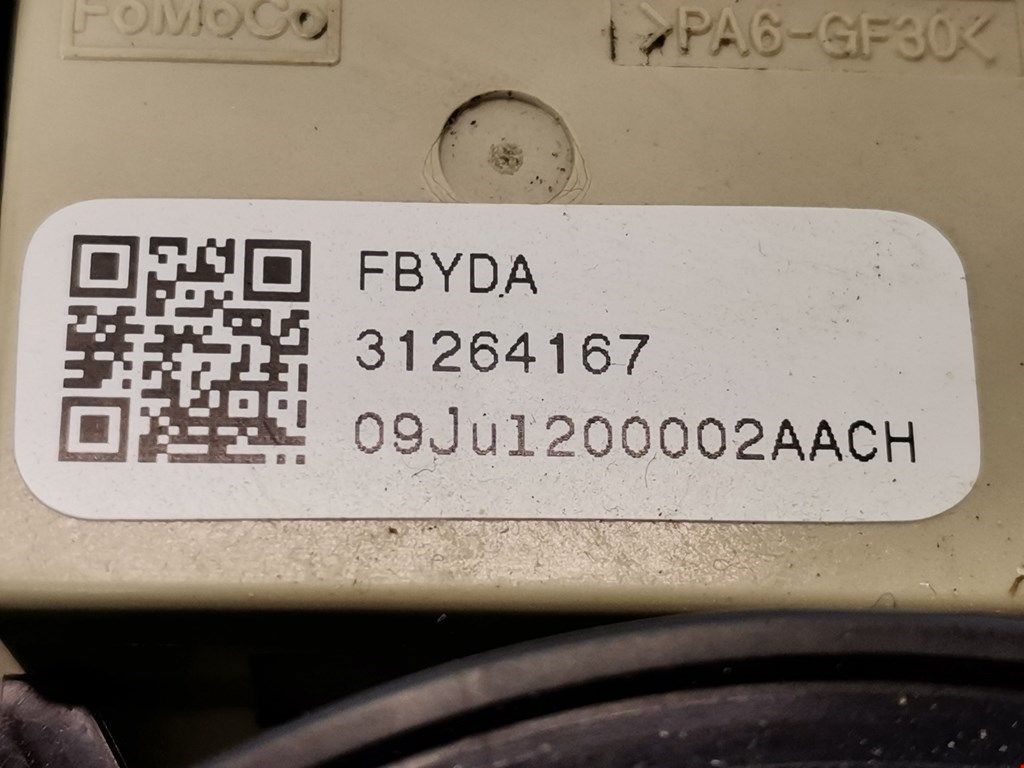 FoMoCo
>PA6-GF30<
FBYDA
31264167
09Jul200002AACH